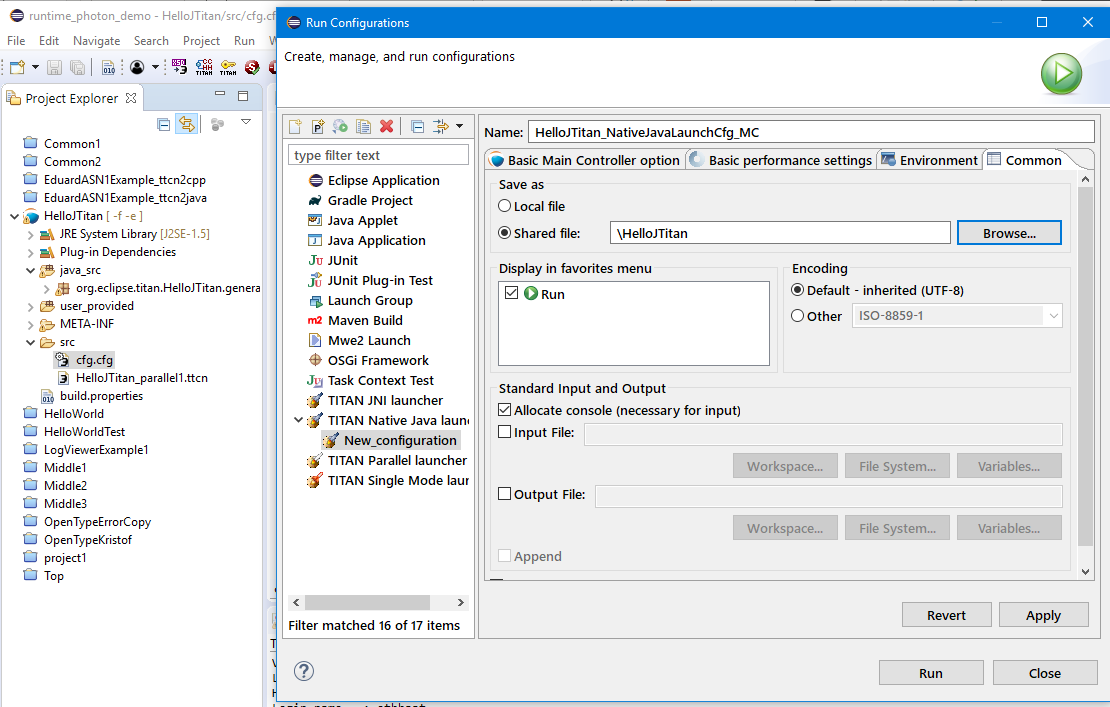 runtime_photon_demo - HelloJTitan/src/cfg.cf
File Edit Navigate Search Project Run
Project Explorer
Common1
Common2
EduardASN1Example_ttcn2cpp
EduardASN1Example_ttcn2java
HelloJTitan [ -f -e ]
JRE System Library [J2SE-1.5]
Plug-in Dependencies
java_src
org.eclipse.titan.HelloJTitan.genera
user_provided
META-INF
src
cfg.cfg
HelloJTitan_parallel1.ttcn
build.properties
HelloWorld
HelloWorldTest
LogViewerExample1
Middle1
Middle2
Middle3
OpenTypeErrorCopy
OpenTypeKristof
project1
Top
Run Configurations
Create, manage, and run configurations
type filter text
Eclipse Application
Gradle Project
Java Applet
Java Application
JUnit
JUnit Plug-in Test
Launch Group
Maven Build
Mwe2 Launch
OSGi Framework
Task Context Test
TITAN JNI launcher
TITAN Native Java laun
New_configuration
TITAN Parallel launcher
TITAN Single Mode laun
Filter matched 16 of 17 items
Name: HelloJTitan_NativeJavaLaunchCfg_MC
Basic Main Controller option Basic performance settings Environment Common
Save as
Local file
Shared file: \HelloJTitan Browse...
Display in favorites menu
Run
Encoding
Default - inherited (UTF-8)
Other ISO-8859-1
Standard Input and Output
Allocate console (necessary for input)
Input File:
Workspace... File System... Variables...
Output File:
Workspace... File System... Variables...
Append
Revert Apply
Run Close